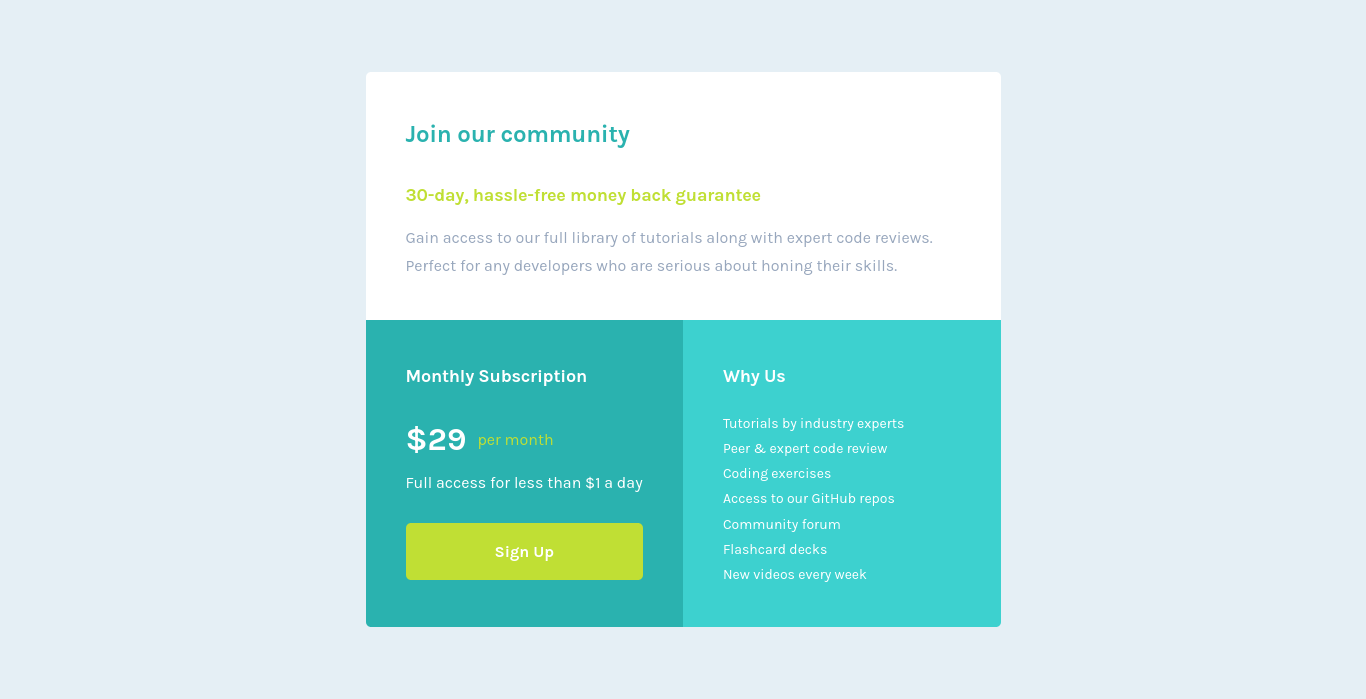 Join our community
30-day, hassle-free money back guarantee
Gain access to our full library of tutorials along with expert code reviews.
Perfect for any developers who are serious about honing their skills.
Monthly Subscription
$29 per month
Full access for less than $1 a day
Sign Up
Why Us
Tutorials by industry experts
Peer & expert code review
Coding exercises
Access to our GitHub repos
Community forum
Flashcard decks
New videos every week